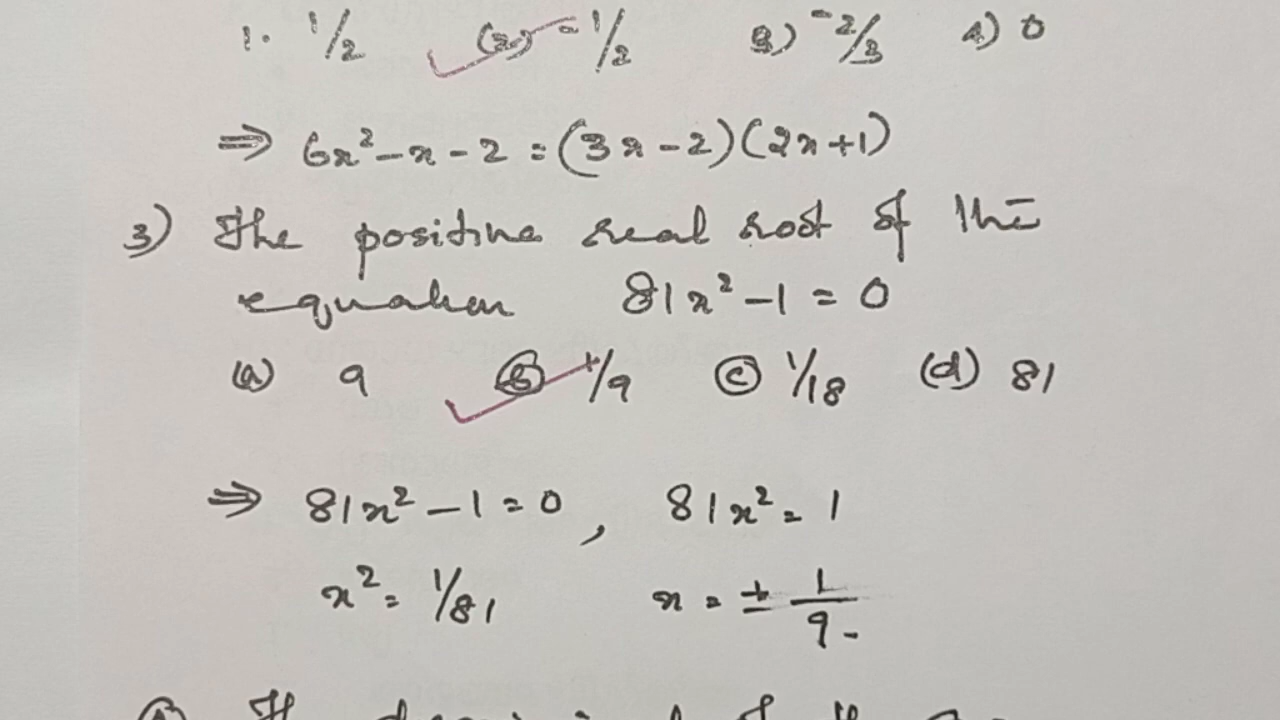 1. 1/2 (2) -1/2 3) -2/3 4) 0
⇒ 6x²-x-2 = (3x-2)(2x+1)
3) The positive real root of the
equation 81x²-1=0
(a) 9 (b) 1/9 (c) 1/18 (d) 81
⇒ 81x²-1=0, 81x²=1
x²=1/81 x=±1/9.